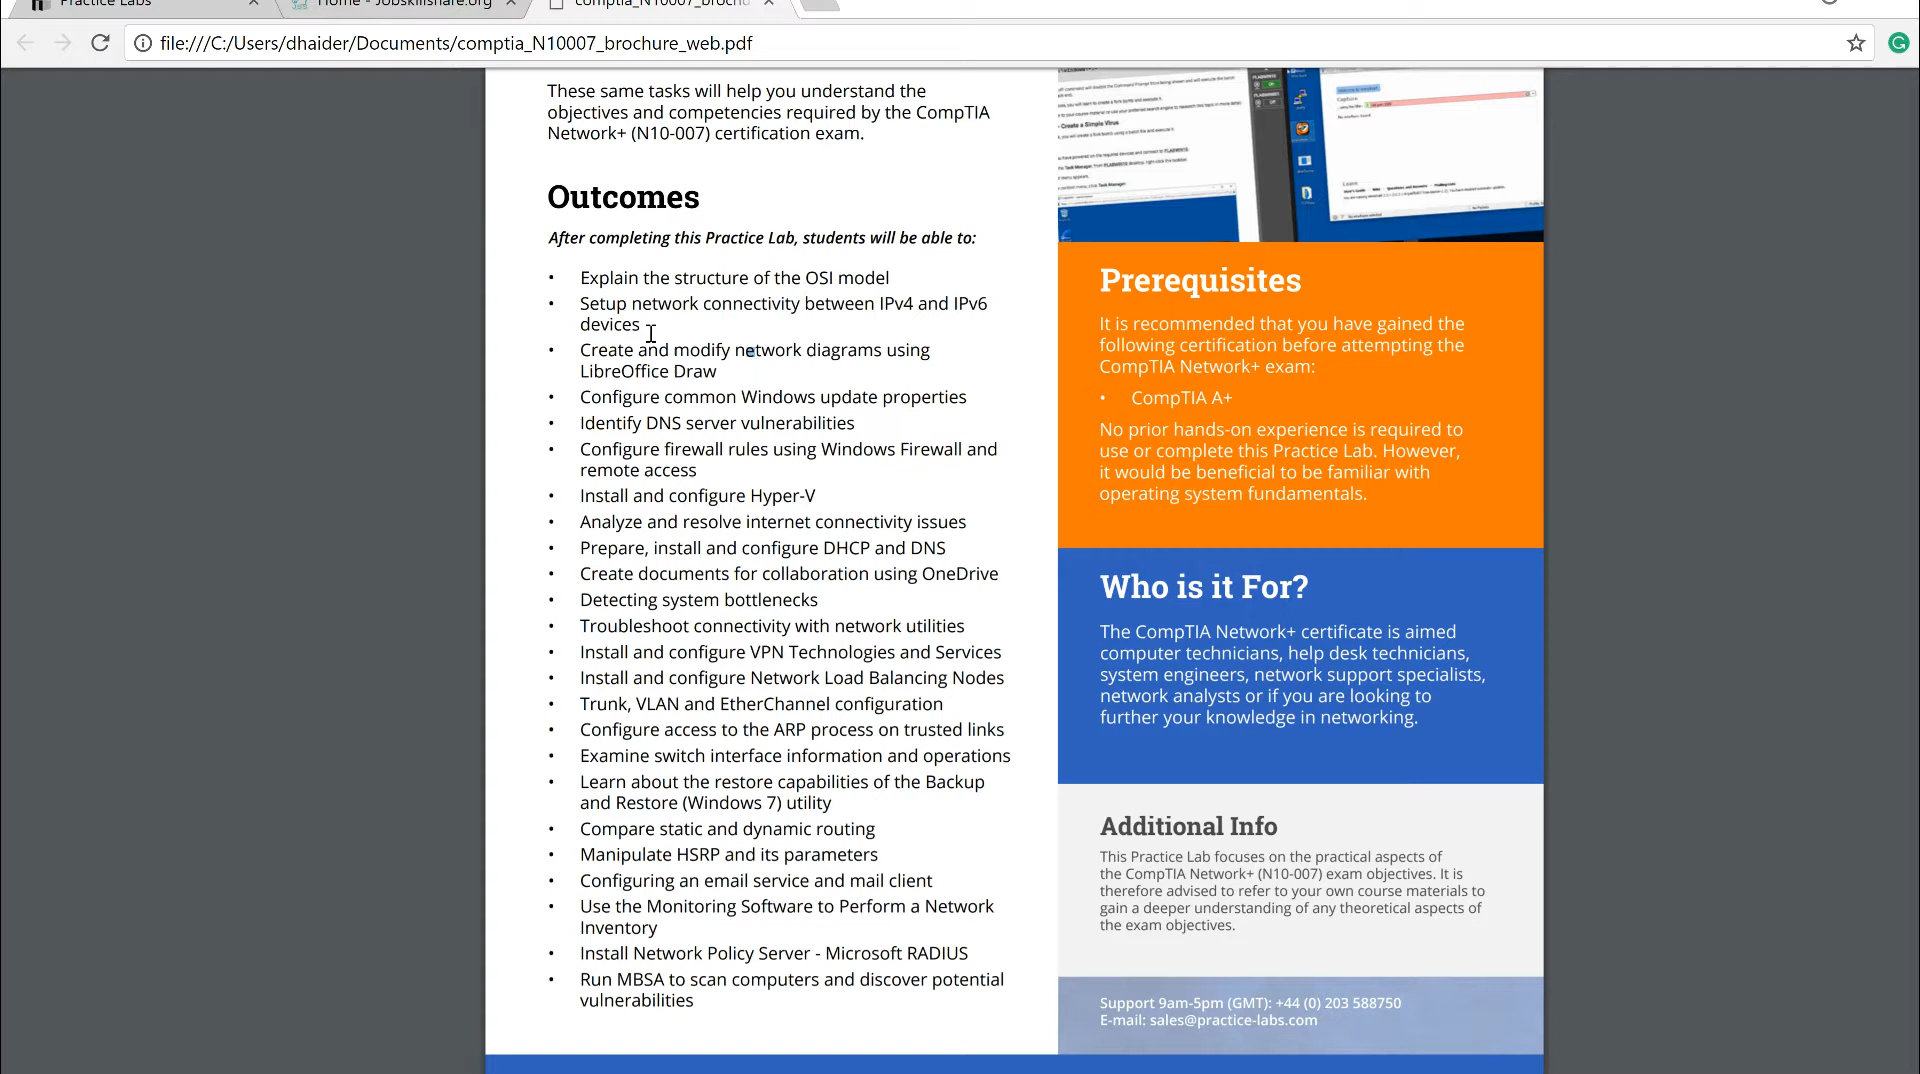 Practice Labs
Home - Jobskillshare.org
comptia_N10007_brochu
file:///C:/Users/dhaider/Documents/comptia_N10007_brochure_web.pdf
These same tasks will help you understand the
objectives and competencies required by the CompTIA
Network+ (N10-007) certification exam.
Outcomes
After completing this Practice Lab, students will be able to:
• Explain the structure of the OSI model
• Setup network connectivity between IPv4 and IPv6
devices
• Create and modify network diagrams using
LibreOffice Draw
• Configure common Windows update properties
• Identify DNS server vulnerabilities
• Configure firewall rules using Windows Firewall and
remote access
• Install and configure Hyper-V
• Analyze and resolve internet connectivity issues
• Prepare, install and configure DHCP and DNS
• Create documents for collaboration using OneDrive
• Detecting system bottlenecks
• Troubleshoot connectivity with network utilities
• Install and configure VPN Technologies and Services
• Install and configure Network Load Balancing Nodes
• Trunk, VLAN and EtherChannel configuration
• Configure access to the ARP process on trusted links
• Examine switch interface information and operations
• Learn about the restore capabilities of the Backup
and Restore (Windows 7) utility
• Compare static and dynamic routing
• Manipulate HSRP and its parameters
• Configuring an email service and mail client
• Use the Monitoring Software to Perform a Network
Inventory
• Install Network Policy Server - Microsoft RADIUS
• Run MBSA to scan computers and discover potential
vulnerabilities
- Create a Simple Virus
Prerequisites
It is recommended that you have gained the
following certification before attempting the
CompTIA Network+ exam:
• CompTIA A+
No prior hands-on experience is required to
use or complete this Practice Lab. However,
it would be beneficial to be familiar with
operating system fundamentals.
Who is it For?
The CompTIA Network+ certificate is aimed
computer technicians, help desk technicians,
system engineers, network support specialists,
network analysts or if you are looking to
further your knowledge in networking.
Additional Info
This Practice Lab focuses on the practical aspects of
the CompTIA Network+ (N10-007) exam objectives. It is
therefore advised to refer to your own course materials to
gain a deeper understanding of any theoretical aspects of
the exam objectives.
Support 9am-5pm (GMT): +44 (0) 203 588750
E-mail: sales@practice-labs.com